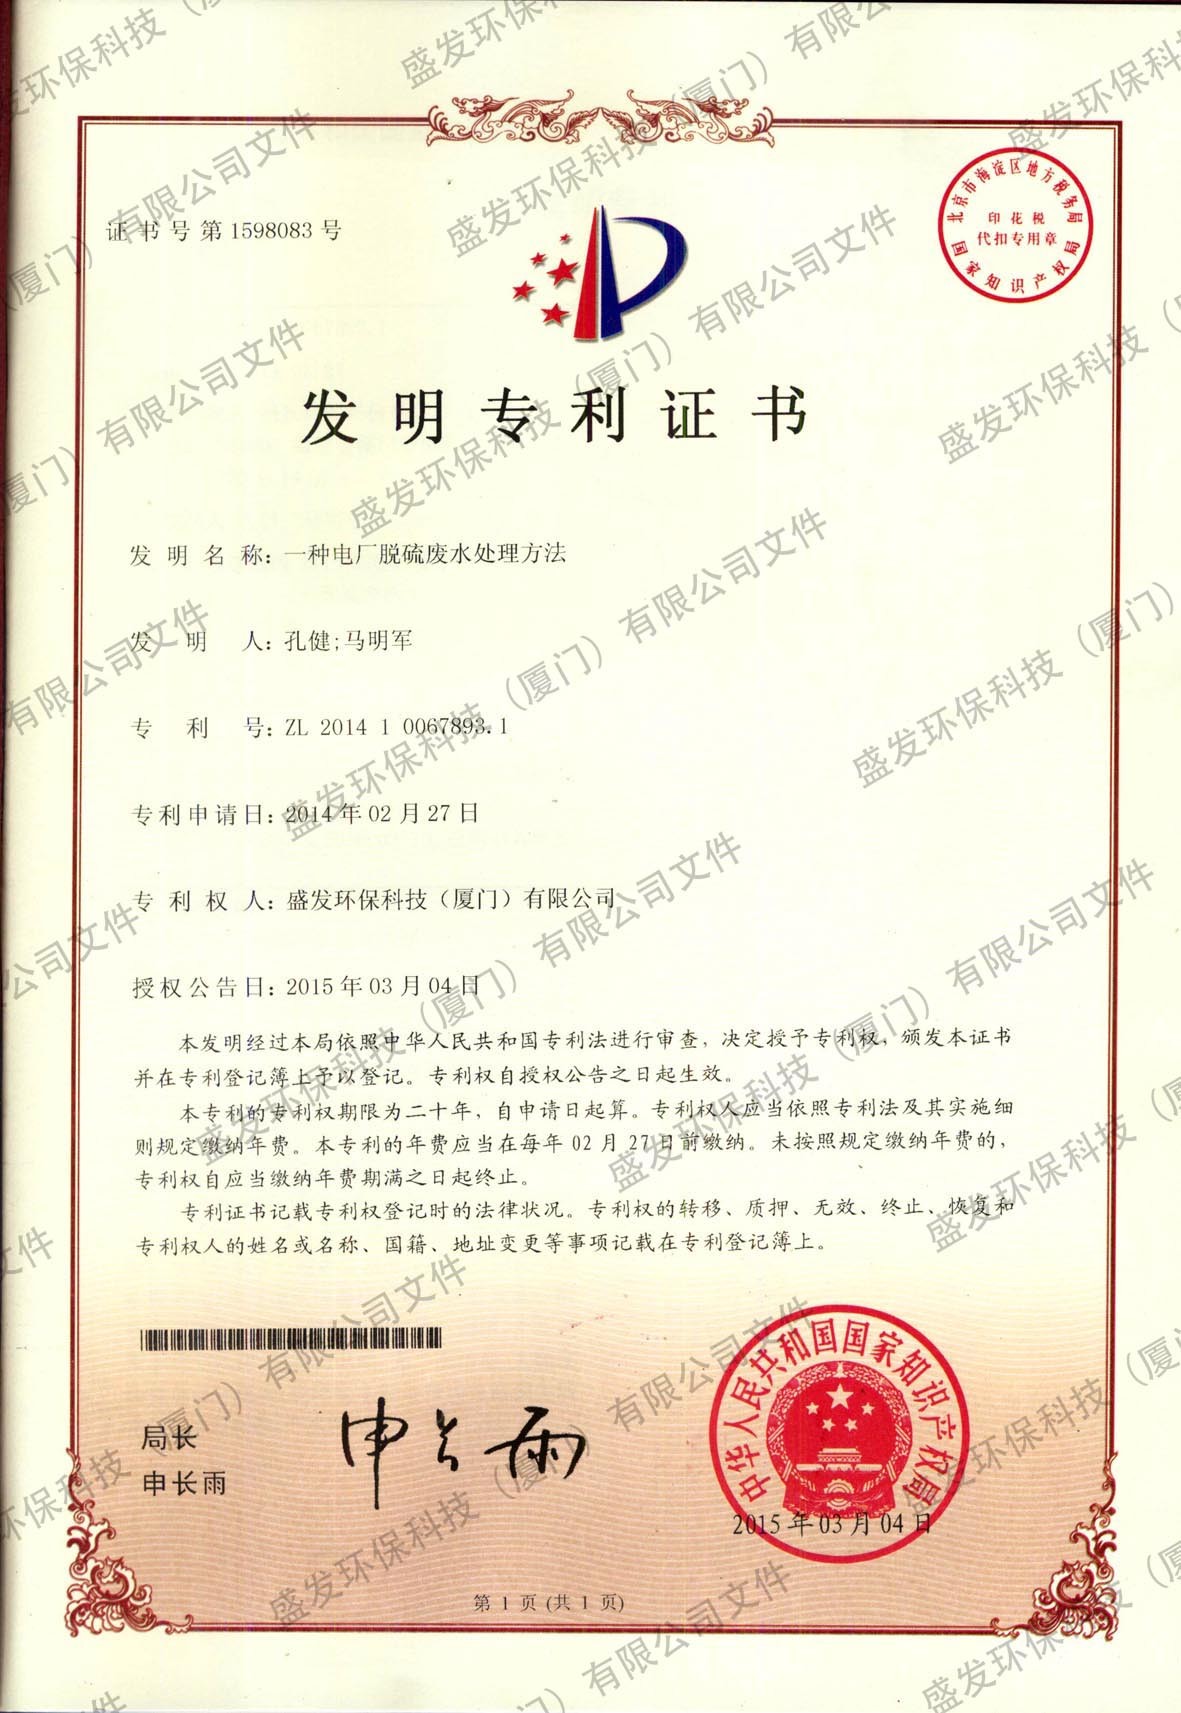 证书号第1598083号
北京市海淀区地方税务局
印花税
代扣专用章
国家知识产权局
发明专利证书
发明名称：一种电厂脱硫废水处理方法
发明人：孔健;马明军
专利号：ZL 2014 1 0067893.1
专利申请日：2014年02月27日
专利权人：盛发环保科技（厦门）有限公司
授权公告日：2015年03月04日
本发明经过本局依照中华人民共和国专利法进行审查，决定授予专利权，颁发本证书
并在专利登记簿上予以登记。专利权自授权公告之日起生效。
本专利的专利权期限为二十年，自申请日起算。专利权人应当依照专利法及其实施细
则规定缴纳年费。本专利的年费应当在每年02月27日前缴纳。未按照规定缴纳年费的，
专利权自应当缴纳年费期满之日起终止。
专利证书记载专利权登记时的法律状况。专利权的转移、质押、无效、终止、恢复和
专利权人的姓名或名称、国籍、地址变更等事项记载在专利登记簿上。
局长
申长雨
申长雨
中华人民共和国国家知识产权局
2015年03月04日
第 1 页 (共 1 页)
盛发环保科技（厦门）有限公司文件